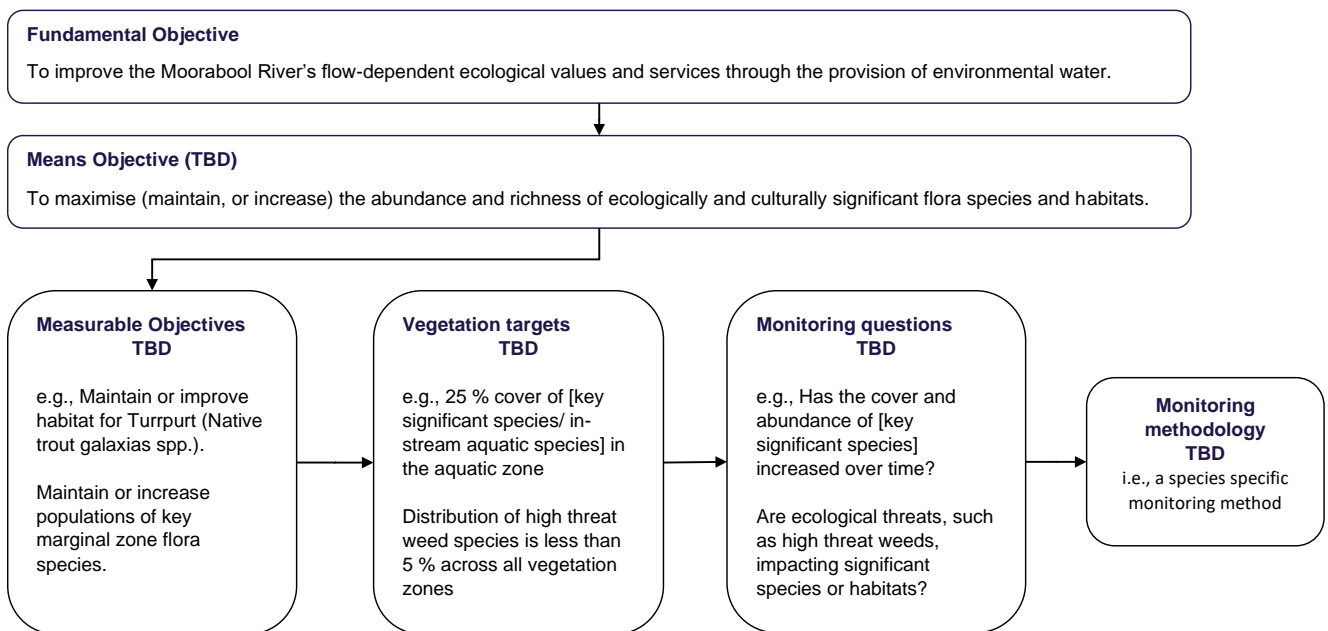 Fundamental Objective
To improve the Moorabool River's flow-dependent ecological values and services through the provision of environmental water.
Means Objective (TBD)
To maximise (maintain, or increase) the abundance and richness of ecologically and culturally significant flora species and habitats.
Measurable Objectives
TBD
e.g., Maintain or improve
habitat for Turrpurt (Native
trout galaxias spp.).
Maintain or increase
populations of key
marginal zone flora
species.
Vegetation targets
TBD
e.g., 25 % cover of [key
significant species/ in-
stream aquatic species] in
the aquatic zone
Distribution of high threat
weed species is less than
5 % across all vegetation
zones
Monitoring questions
TBD
e.g., Has the cover and
abundance of [key
significant species]
increased over time?
Are ecological threats, such
as high threat weeds,
impacting significant
species or habitats?
Monitoring
methodology
TBD
i.e., a species specific
monitoring method